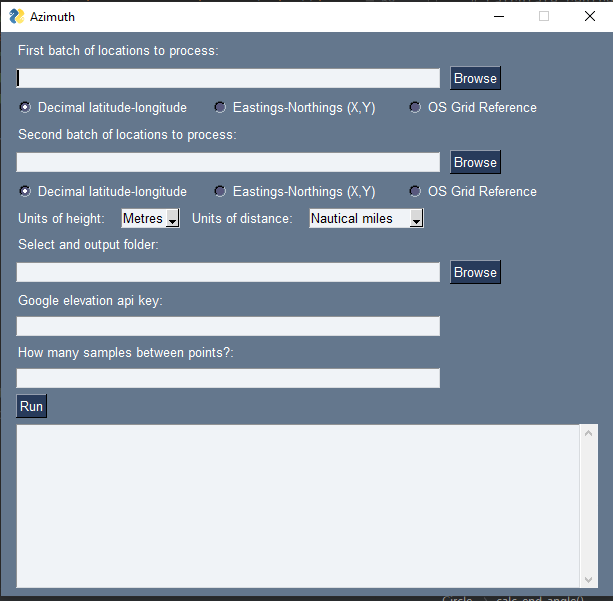 Azimuth
First batch of locations to process:
Browse
Decimal latitude-longitude Eastings-Northings (X,Y) OS Grid Reference
Second batch of locations to process:
Browse
Decimal latitude-longitude Eastings-Northings (X,Y) OS Grid Reference
Units of height: Metres Units of distance: Nautical miles
Select and output folder:
Browse
Google elevation api key:
How many samples between points?:
Run